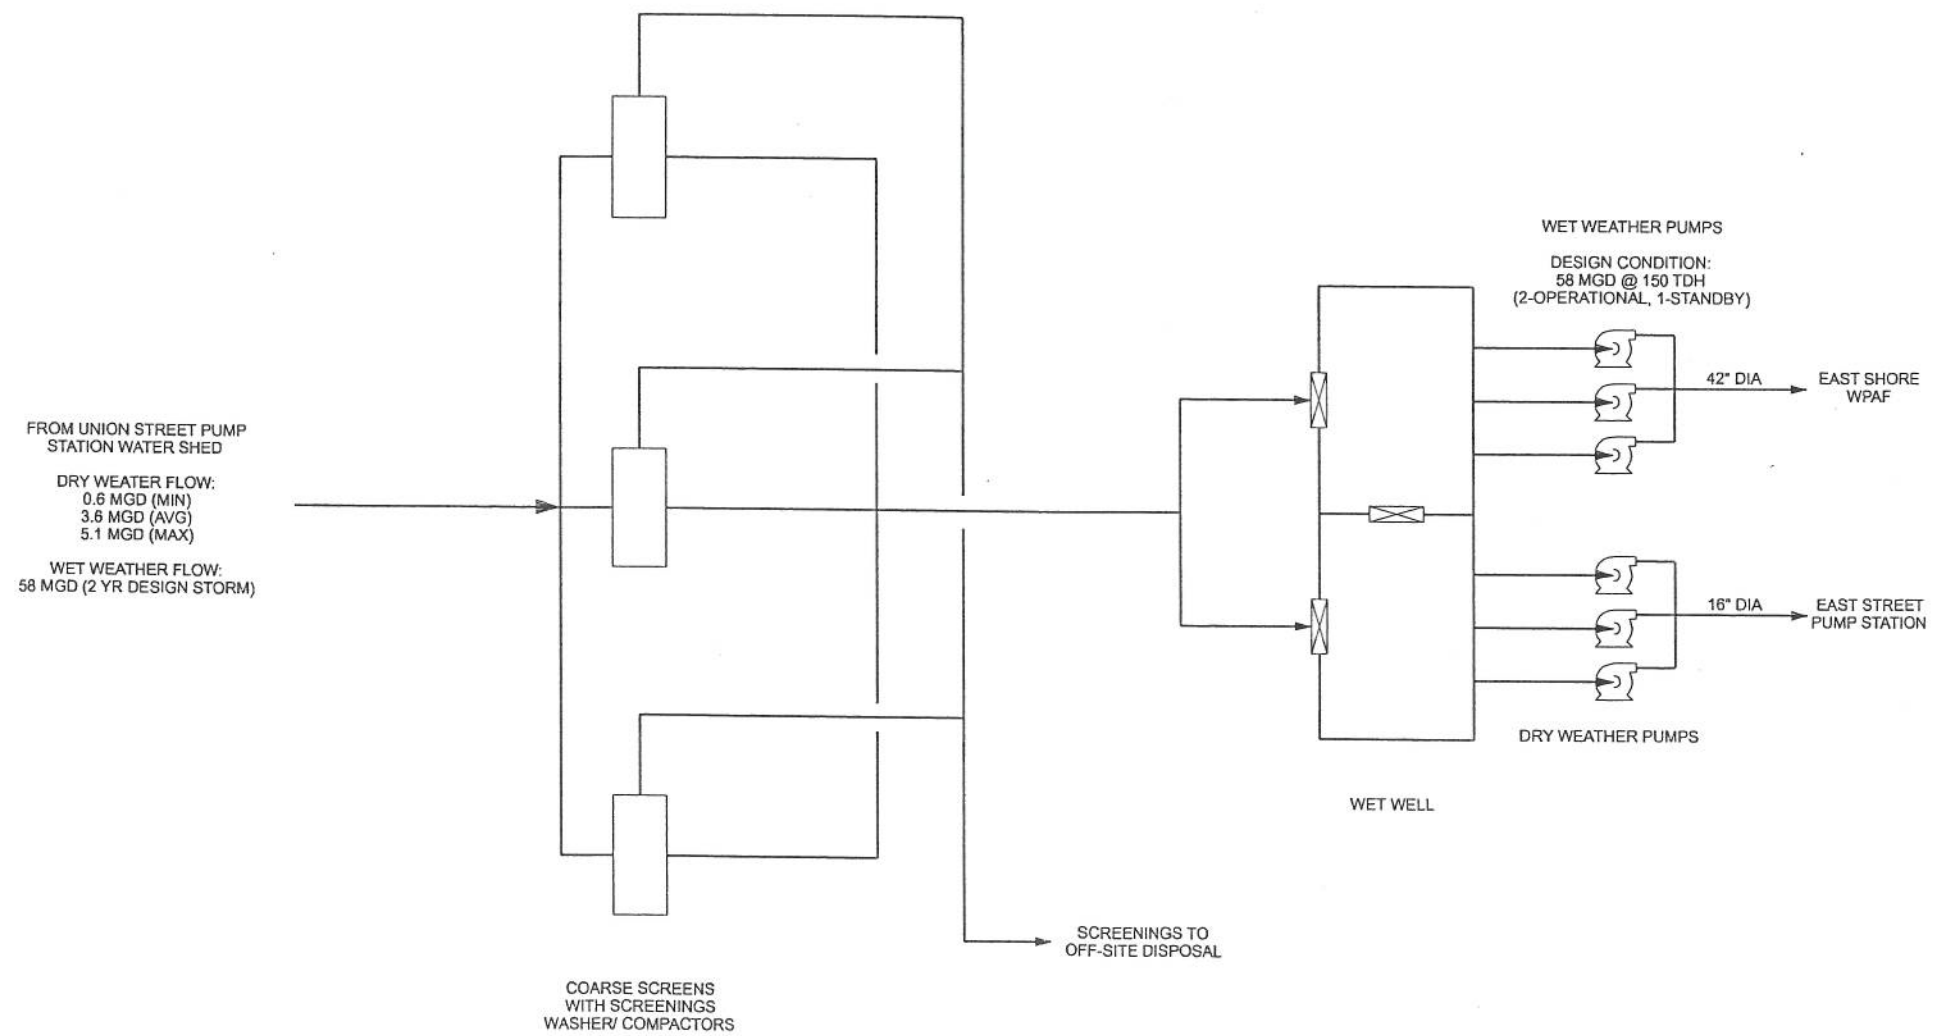 FROM UNION STREET PUMP
STATION WATER SHED
DRY WEATER FLOW:
0.6 MGD (MIN)
3.6 MGD (AVG)
5.1 MGD (MAX)
WET WEATHER FLOW:
58 MGD (2 YR DESIGN STORM)
COARSE SCREENS
WITH SCREENINGS
WASHER/ COMPACTORS
SCREENINGS TO
OFF-SITE DISPOSAL
WET WELL
WET WEATHER PUMPS
DESIGN CONDITION:
58 MGD @ 150 TDH
(2-OPERATIONAL, 1-STANDBY)
42" DIA
EAST SHORE
WPAF
16" DIA
EAST STREET
PUMP STATION
DRY WEATHER PUMPS